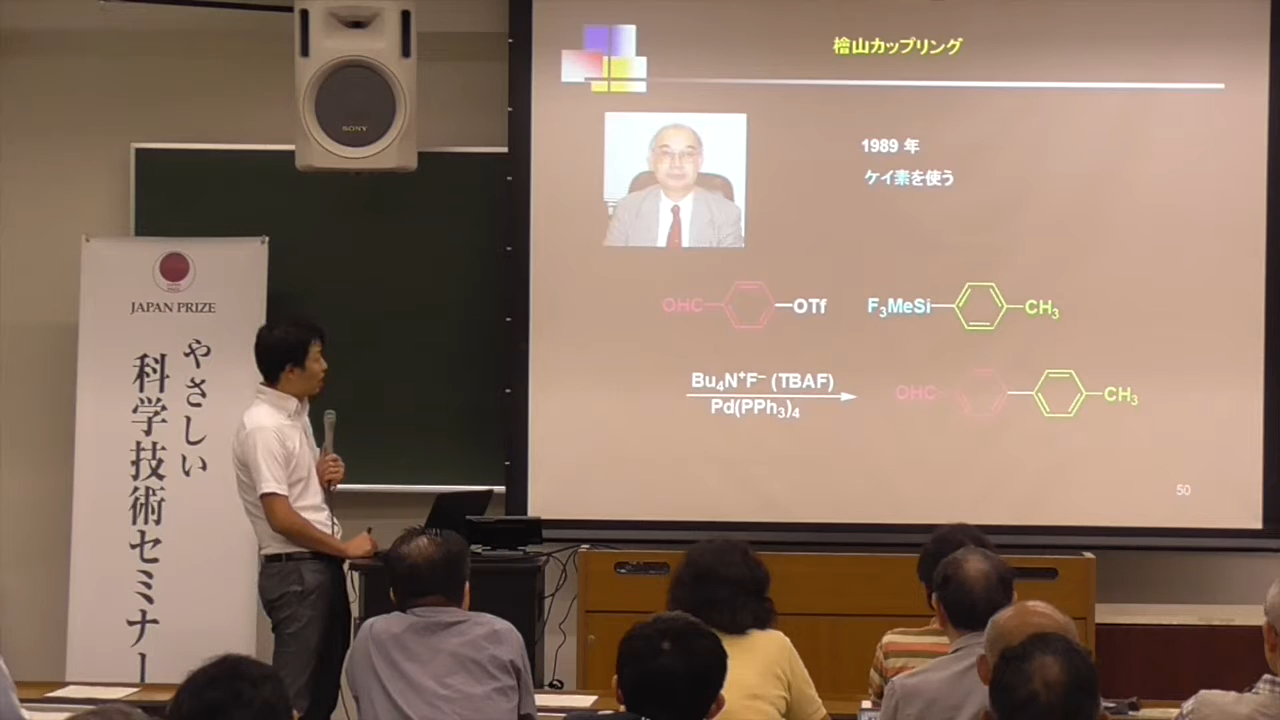 SONY
JAPAN PRIZE
やさしい
科学技術セミナー
檜山カップリング
1989 年
ケイ素を使う
OHC
OTf
F₃MeSi
CH₃
Bu₄N⁺F⁻ (TBAF)
Pd(PPh₃)₄
OHC
CH₃
50